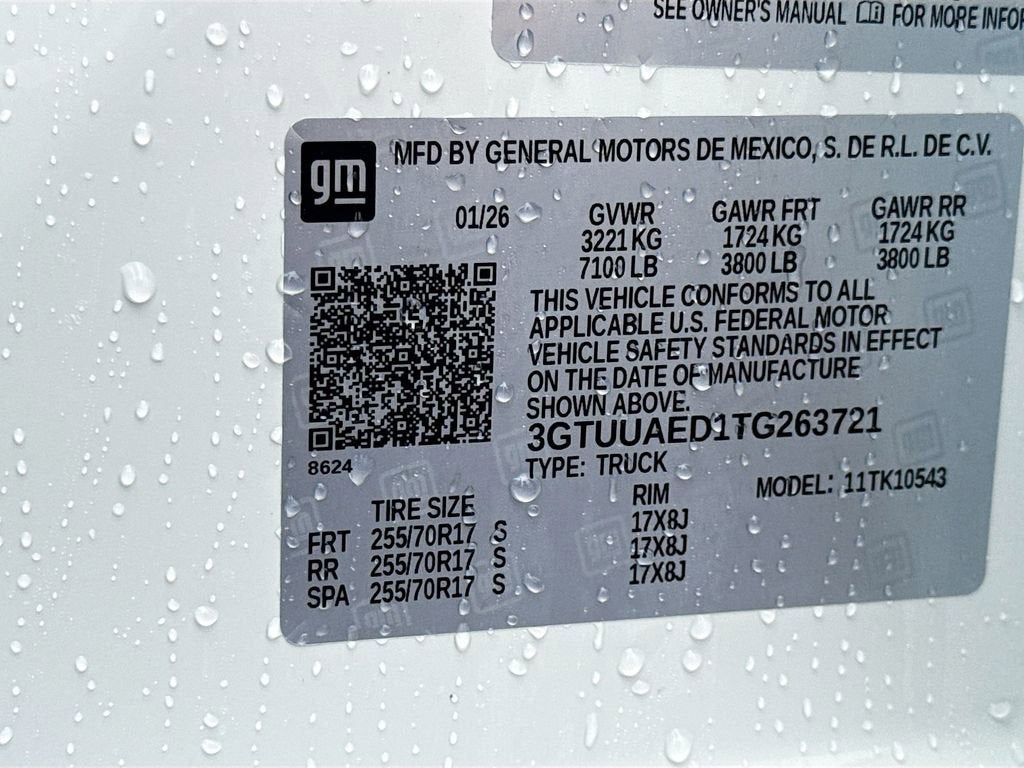 SEE OWNER'S MANUAL FOR MORE
gm MFD BY GENERAL MOTORS DE MEXICO, S. DE R.L. DE C.V.
01/26 GVWR GAWR FRT GAWR RR
3221 KG 1724 KG 1724 KG
7100 LB 3800 LB 3800 LB
THIS VEHICLE CONFORMS TO ALL
APPLICABLE U.S. FEDERAL MOTOR
VEHICLE SAFETY STANDARDS IN EFFECT
ON THE DATE OF MANUFACTURE
SHOWN ABOVE.
3GTUUAED1TG263721
8624 TYPE: TRUCK
MODEL: 11TK10543
TIRE SIZE RIM
FRT 255/70R17 S 17X8J
RR 255/70R17 S 17X8J
SPA 255/70R17 S 17X8J